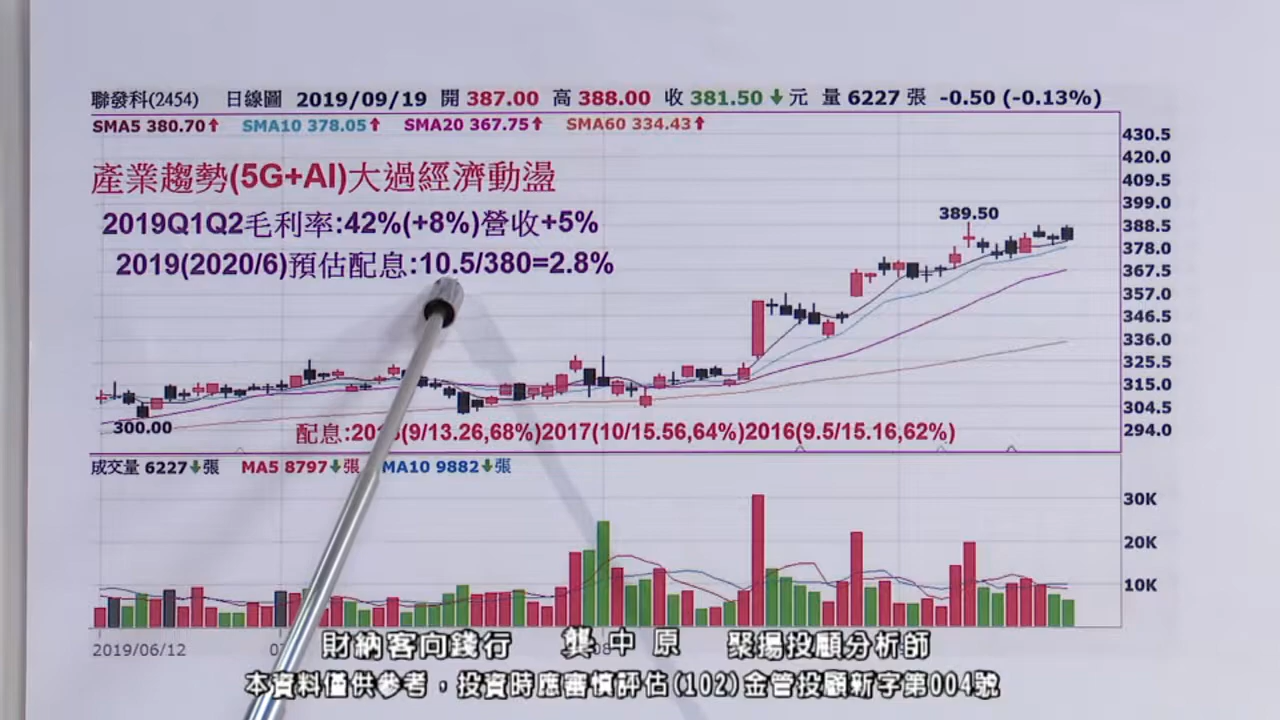 聯發科(2454) 日線圖 2019/09/19 開 387.00 高 388.00 收 381.50↓元 量 6227 張 -0.50 (-0.13%)
SMA5 380.70↑ SMA10 378.05↑ SMA20 367.75↑ SMA60 334.43↑
430.5
420.0
產業趨勢(5G+AI)大過經濟動盪
409.5
399.0
389.50
2019Q1Q2毛利率:42%(+8%)營收+5%
388.5
378.0
2019(2020/6)預估配息:10.5/380=2.8%
367.5
357.0
346.5
336.0
325.5
315.0
304.5
300.00
294.0
配息:20 (9/13.26,68%)2017(10/15.56,64%)2016(9.5/15.16,62%)
成交量 6227↓張 MA5 8797↓張 MA10 9882↓張
30K
20K
10K
2019/06/12
財納客向錢行 龔中原 聚揚投顧分析師
本資料僅供參考，投資時應審慎評估(102)金管投顧新字第004號